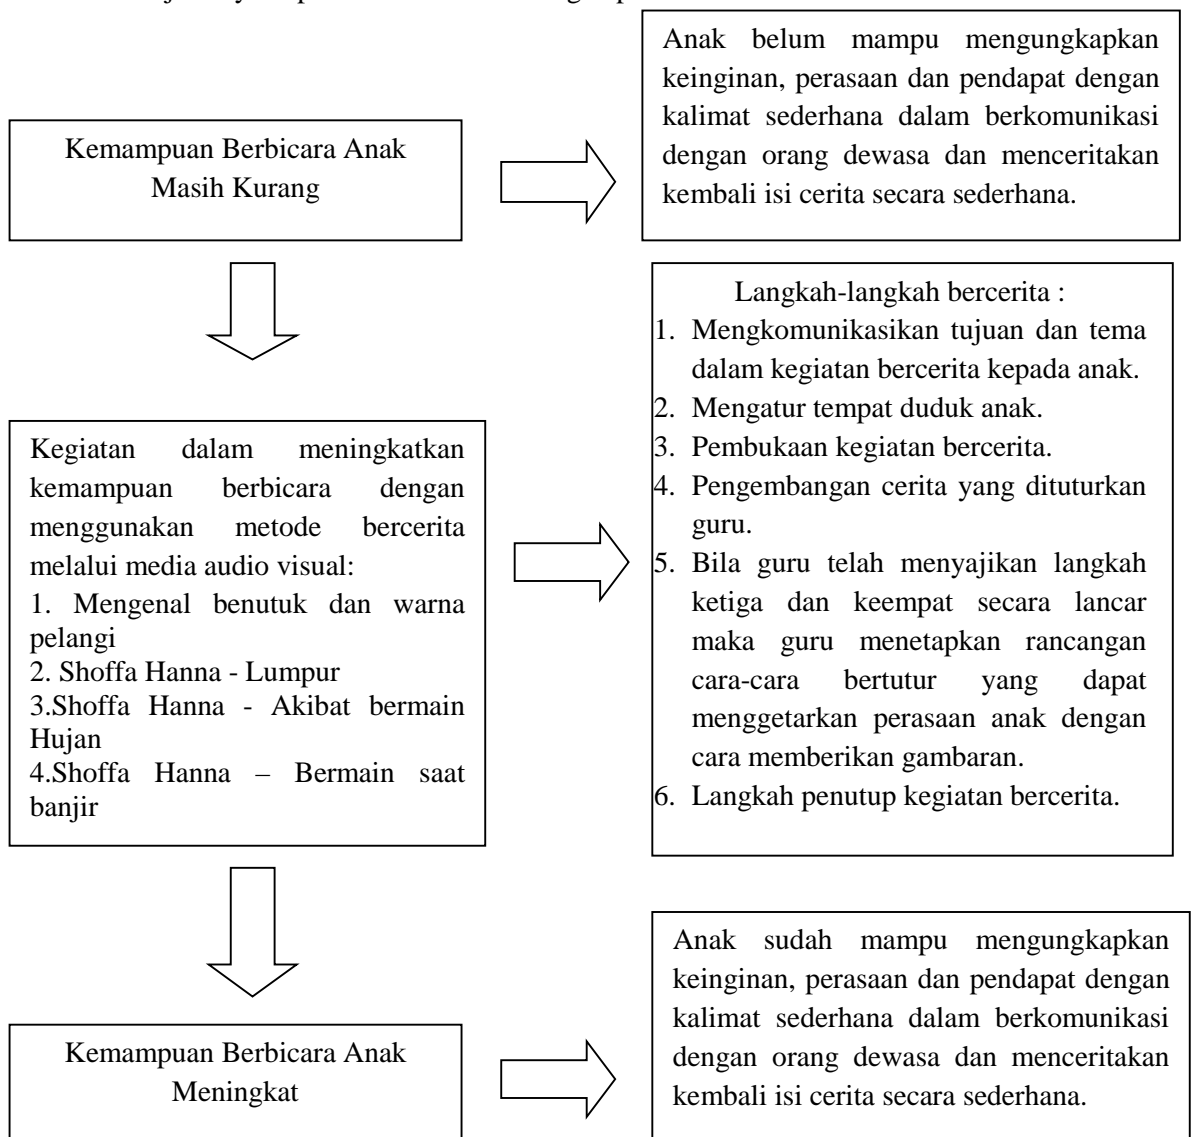 Anak belum mampu mengungkapkan
keinginan, perasaan dan pendapat dengan
kalimat sederhana dalam berkomunikasi
dengan orang dewasa dan menceritakan
kembali isi cerita secara sederhana.
Kemampuan Berbicara Anak
Masih Kurang
Langkah-langkah bercerita :
1. Mengkomunikasikan tujuan dan tema
dalam kegiatan bercerita kepada anak.
2. Mengatur tempat duduk anak.
3. Pembukaan kegiatan bercerita.
4. Pengembangan cerita yang dituturkan
guru.
5. Bila guru telah menyajikan langkah
ketiga dan keempat secara lancar
maka guru menetapkan rancangan
cara-cara bertutur yang dapat
menggetarkan perasaan anak dengan
cara memberikan gambaran.
6. Langkah penutup kegiatan bercerita.
Kegiatan dalam meningkatkan
kemampuan berbicara dengan
menggunakan metode bercerita
melalui media audio visual:
1. Mengenal benutuk dan warna
pelangi
2. Shoffa Hanna - Lumpur
3.Shoffa Hanna - Akibat bermain
Hujan
4.Shoffa Hanna – Bermain saat
banjir
Anak sudah mampu mengungkapkan
keinginan, perasaan dan pendapat dengan
kalimat sederhana dalam berkomunikasi
dengan orang dewasa dan menceritakan
kembali isi cerita secara sederhana.
Kemampuan Berbicara Anak
Meningkat